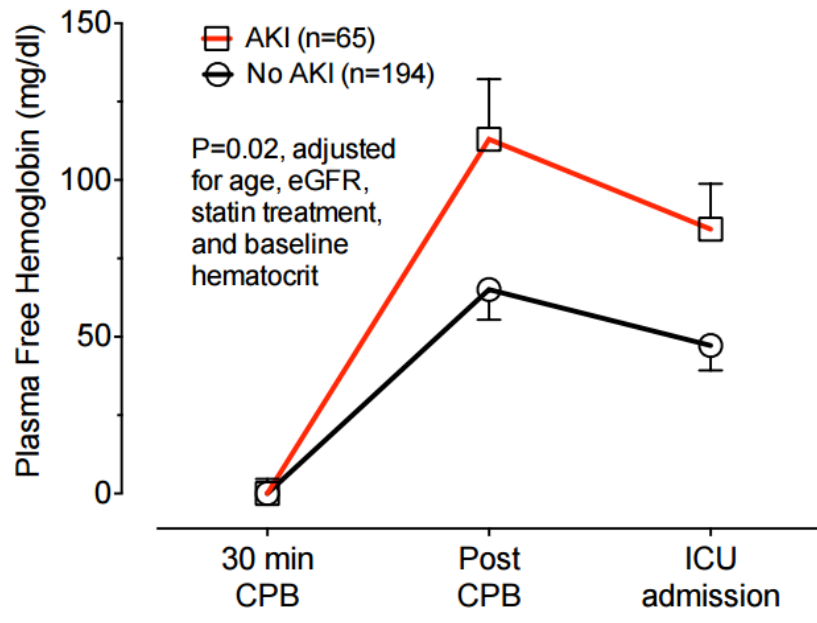 Plasma Free Hemoglobin (mg/dl)
150
100
50
0
AKI (n=65)
No AKI (n=194)
P=0.02, adjusted
for age, eGFR,
statin treatment,
and baseline
hematocrit
30 min
CPB
Post
CPB
ICU
admission